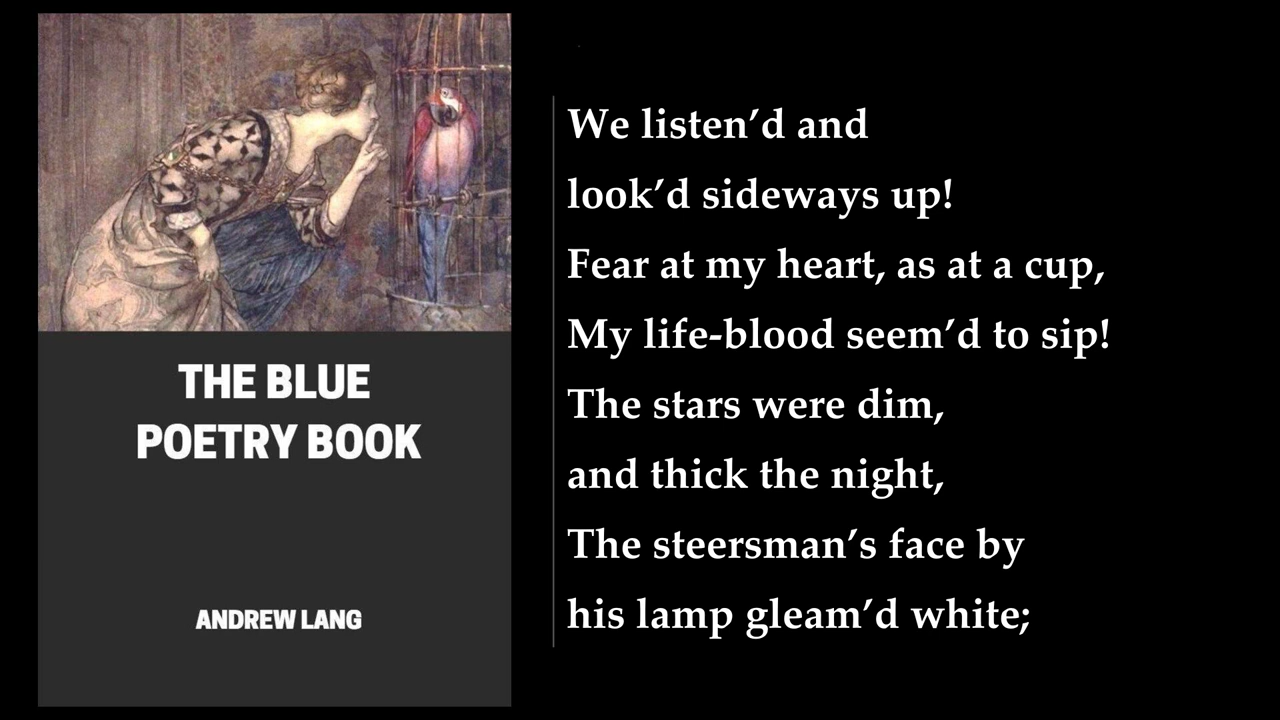 THE BLUE
POETRY BOOK
ANDREW LANG
We listen’d and
look’d sideways up!
Fear at my heart, as at a cup,
My life-blood seem’d to sip!
The stars were dim,
and thick the night,
The steersman’s face by
his lamp gleam’d white;